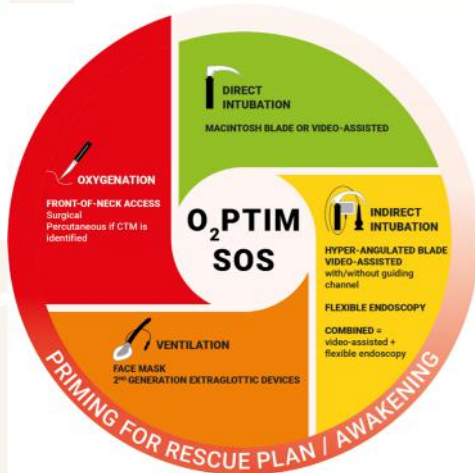 DIRECT
INTUBATION
MACINTOSH BLADE OR VIDEO-ASSISTED
INDIRECT
INTUBATION
HYPER-ANGULATED BLADE
VIDEO-ASSISTED
with/without guiding
channel
FLEXIBLE ENDOSCOPY
COMBINED =
video-assisted +
flexible endoscopy
VENTILATION
FACE MASK
2ND GENERATION EXTRAGLOTTIC DEVICES
OXYGENATION
FRONT-OF-NECK ACCESS
Surgical
Percutaneous if CTM is
identified
O₂PTIM
SOS
PRIMING FOR RESCUE PLAN / AWAKENING